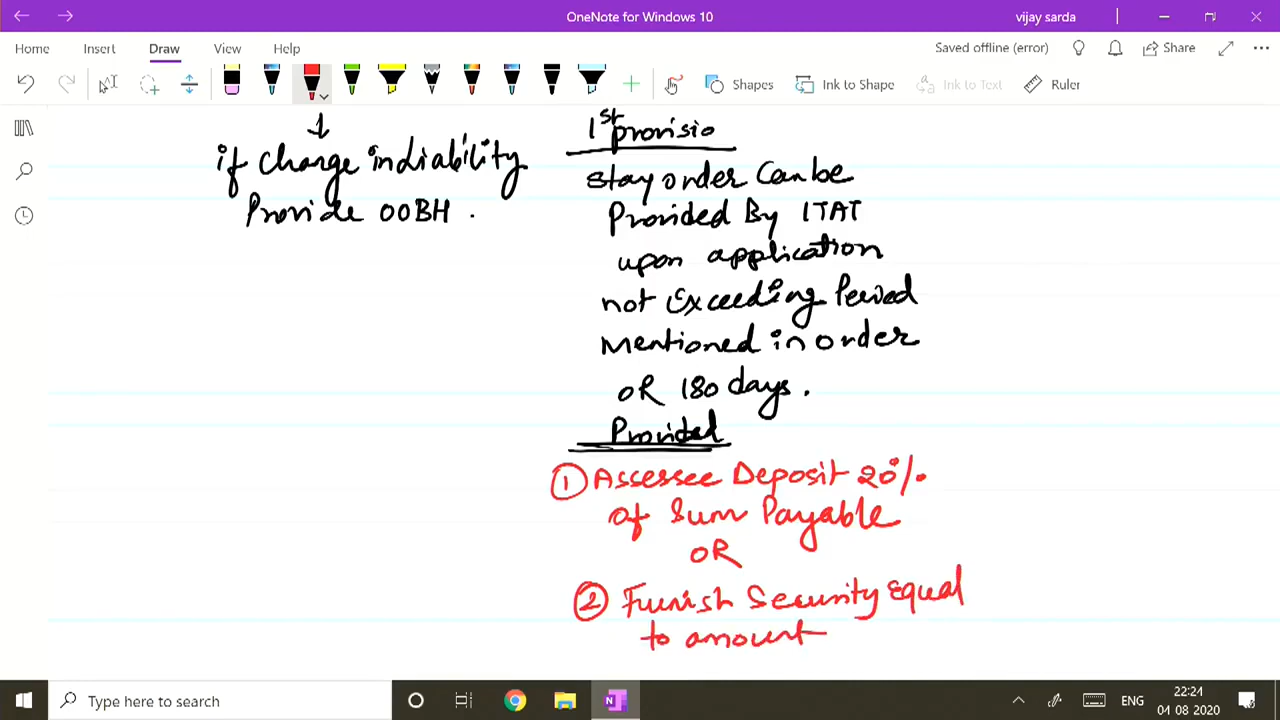 OneNote for Windows 10
vijay sarda
Home Insert Draw View Help
Saved offline (error)
Share
Shapes
Ink to Shape
Ink to Text
Ruler
if charge in liability
Provide OOBH.
1st provisio
stay order can be
Provided By ITAT
upon application
not Exceeding Period
Mentioned in order
OR 180 days.
Provided
① Assessee Deposit 20%
of Sum Payable
OR
② Furnish Security Equal
to amount
Type here to search
ENG
22:24
04-08-2020